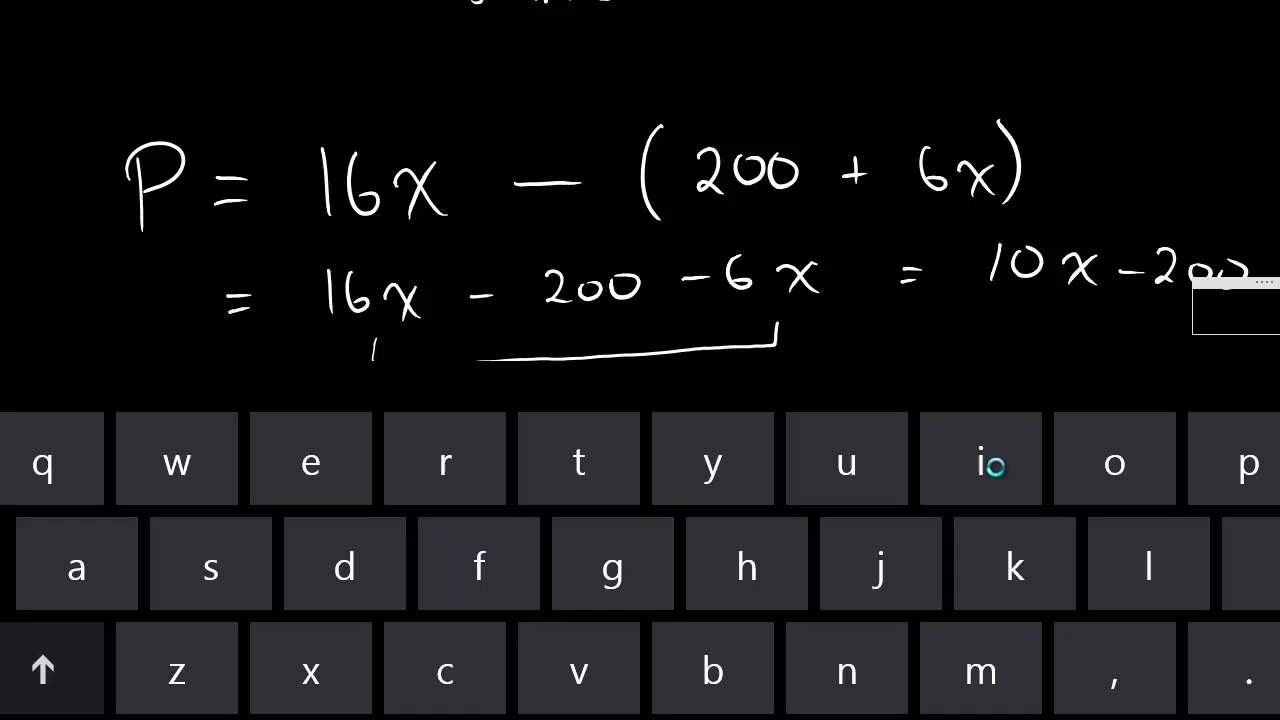 P = 16x — (200 + 6x)
= 16x - 200 - 6x = 10x - 200
q w e r t y u i o p
a s d f g h j k l
↑ z x c v b n m , .